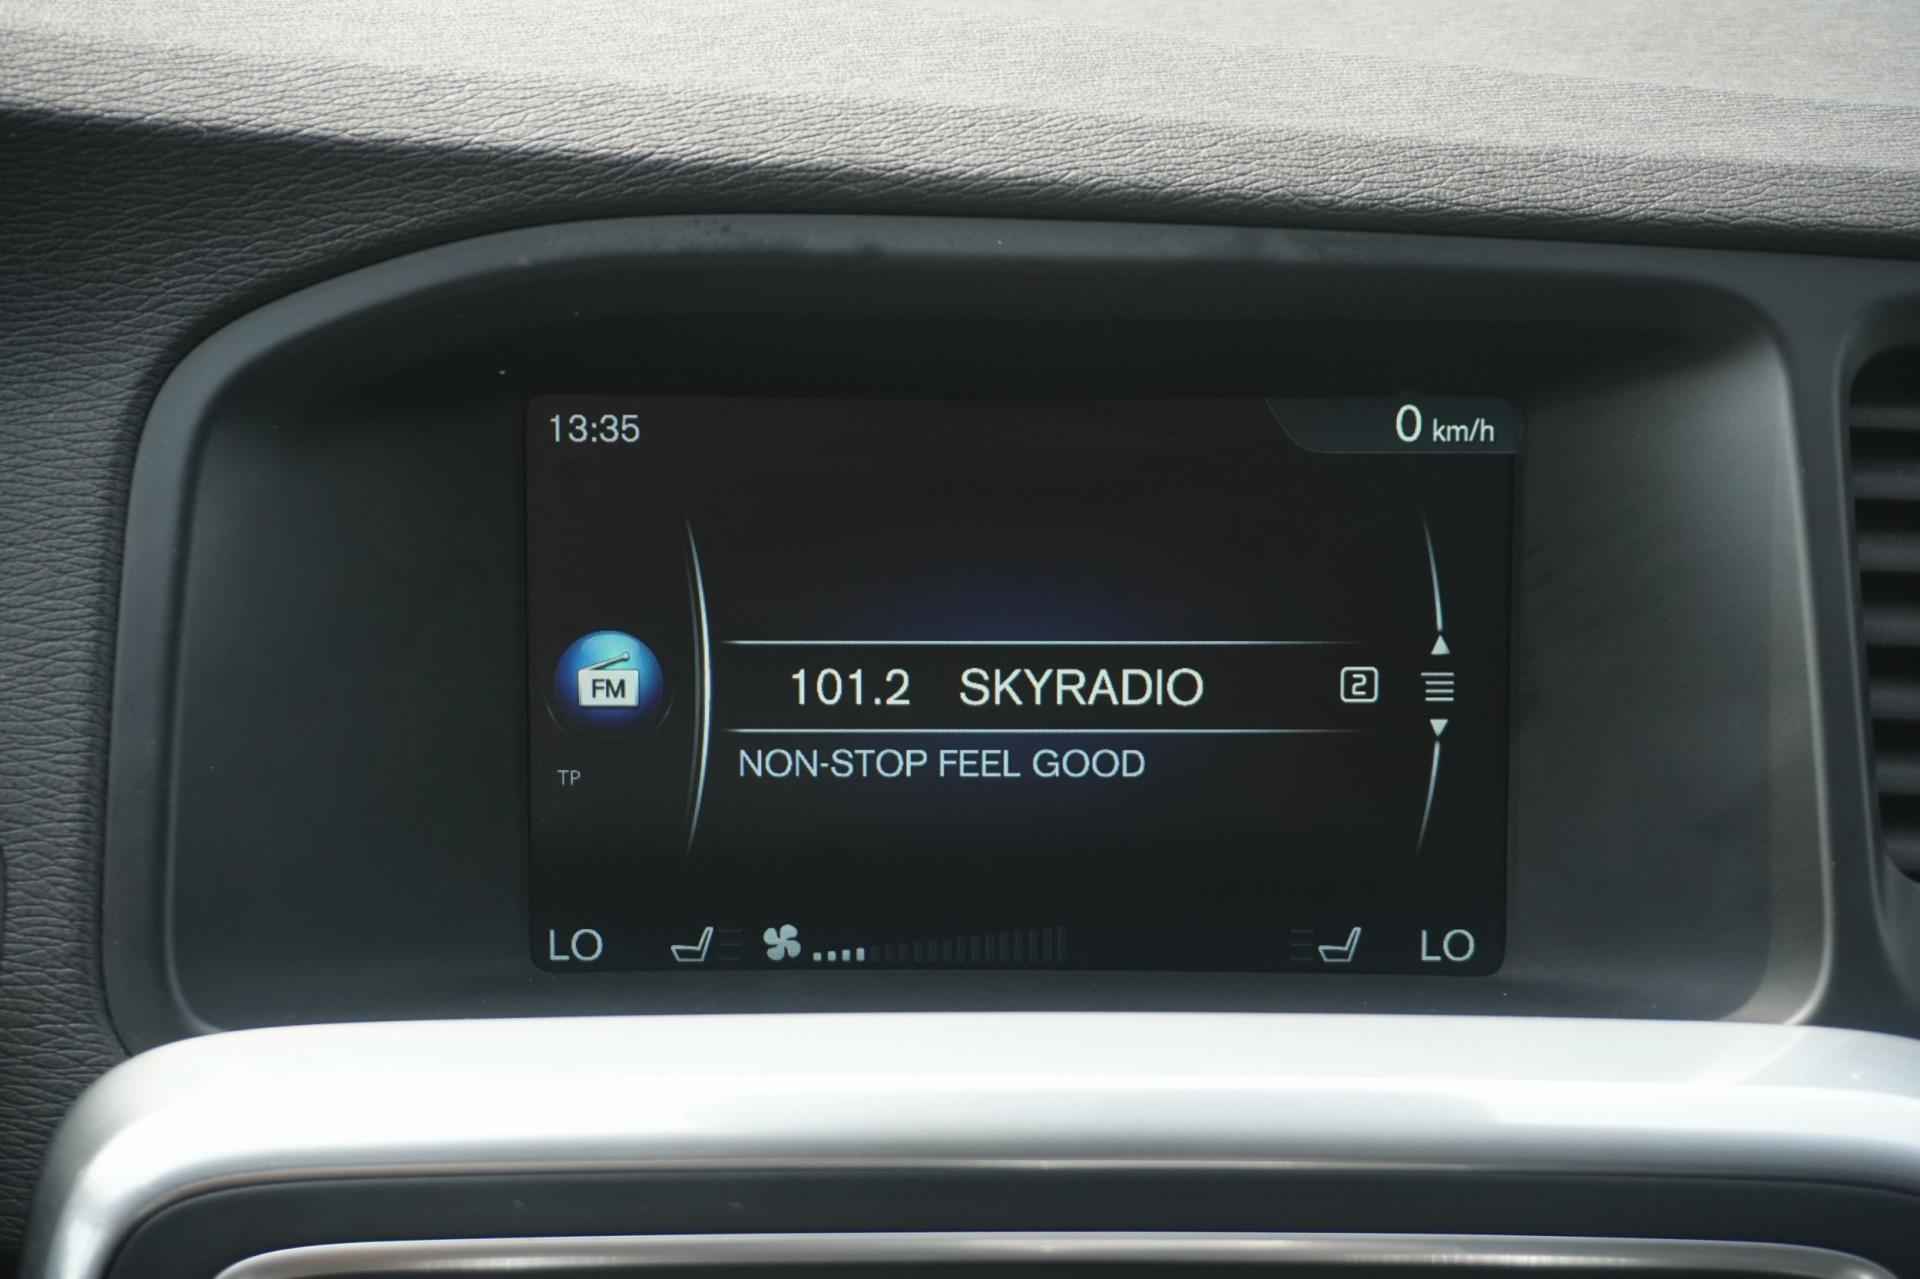 13:35
0 km/h
FM
101.2 SKYRADIO 2
NON-STOP FEEL GOOD
TP
LO LO